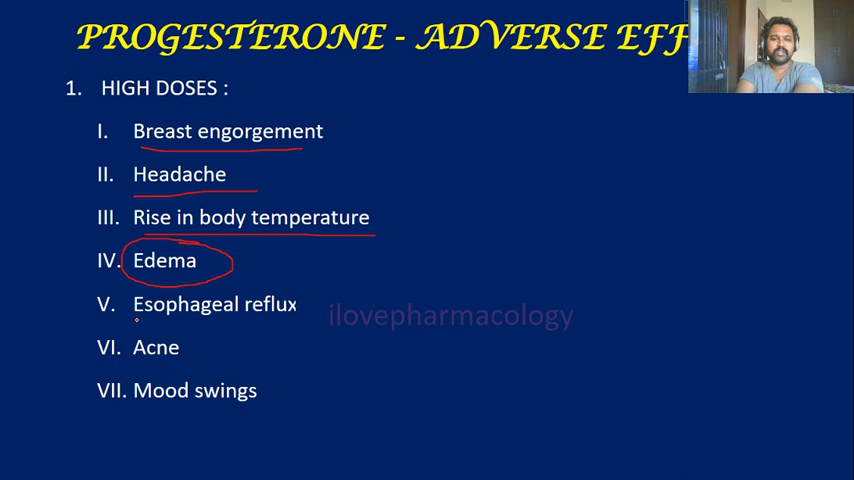 PROGESTERONE - ADVERSE EFF
1. HIGH DOSES :
I. Breast engorgement
II. Headache
III. Rise in body temperature
IV. Edema
V. Esophageal reflux
ilovepharmacology
VI. Acne
VII. Mood swings